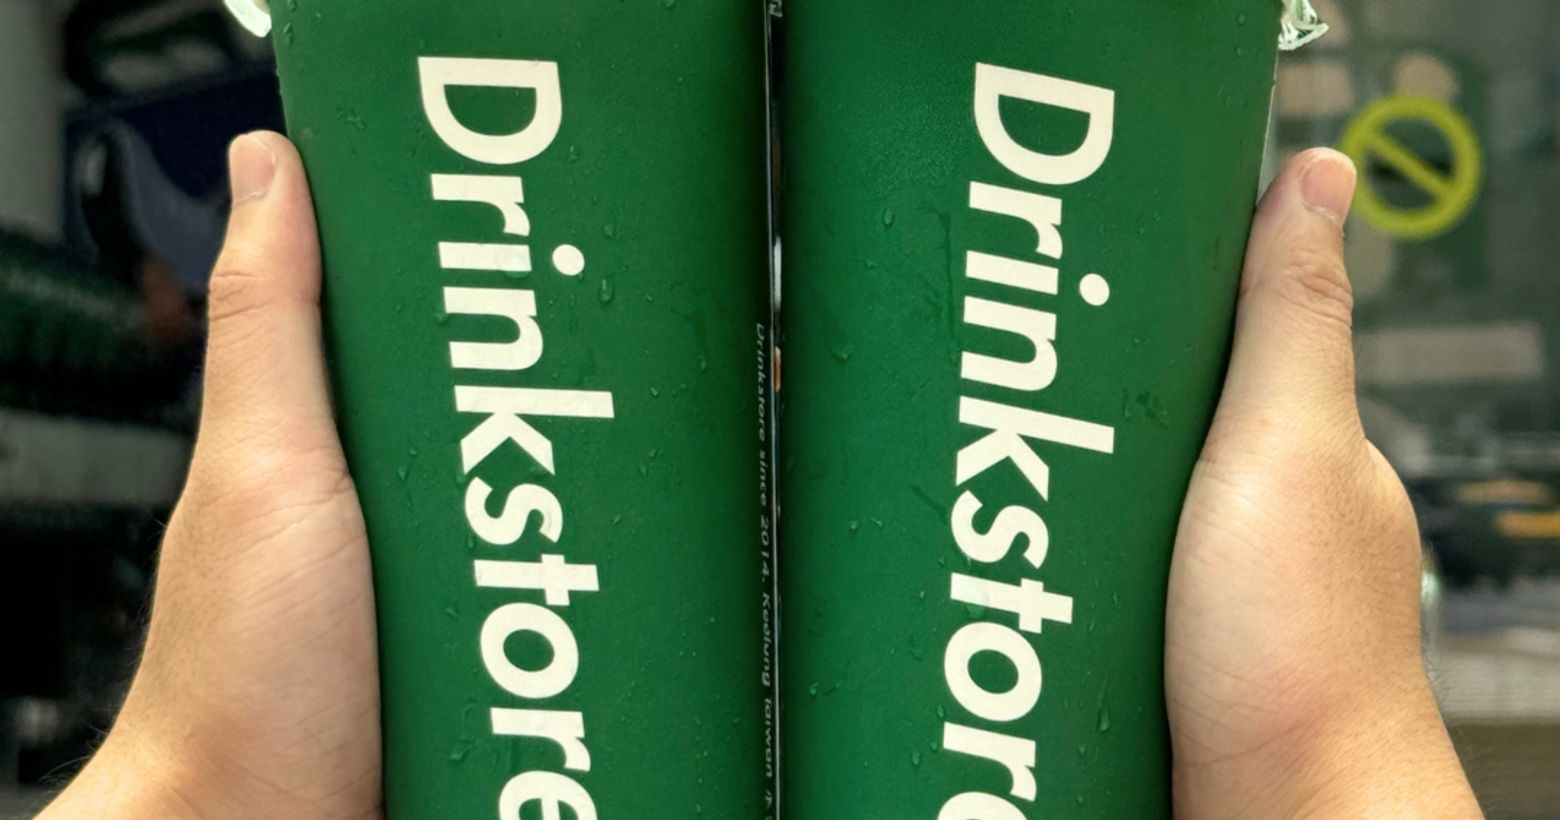 Drinkstore
Drinkstore since 2014. Keelung Taiwan
Drinkstore